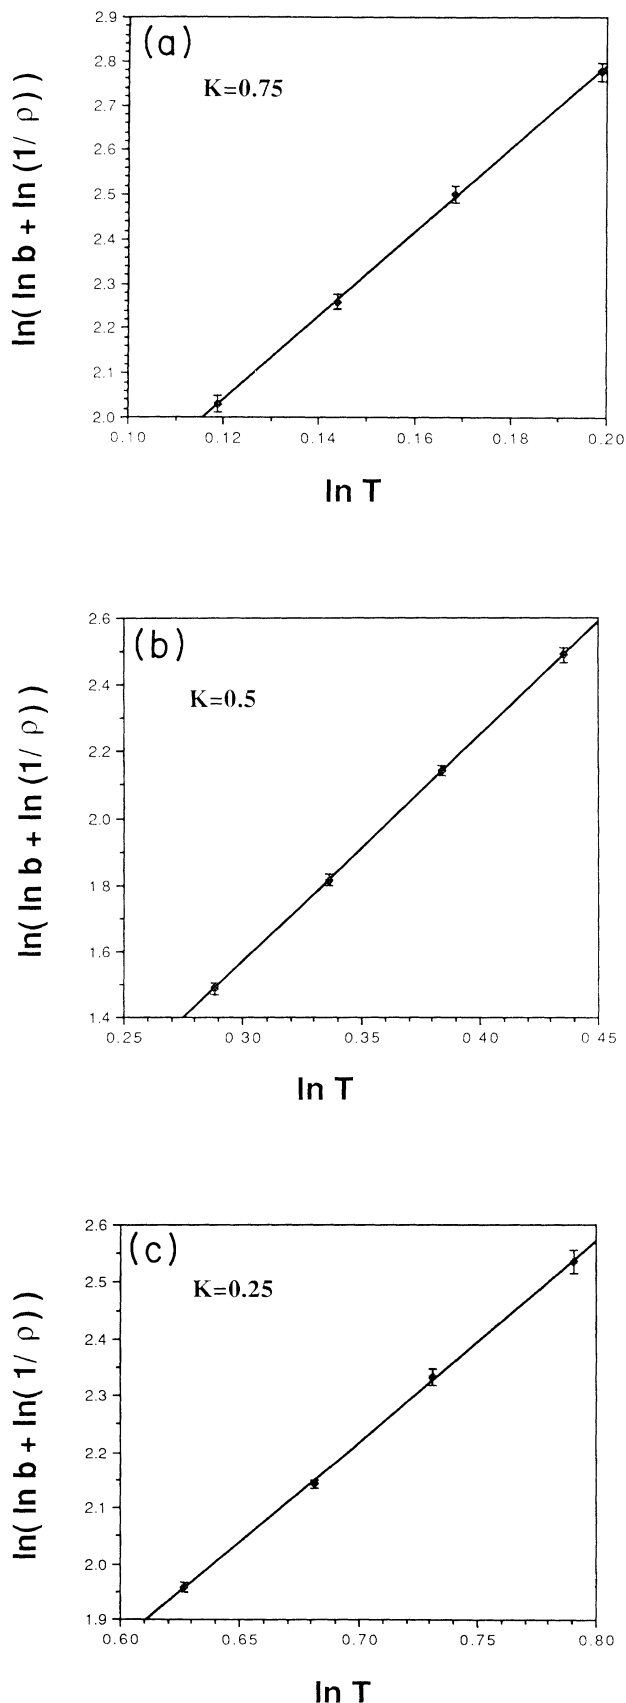 (a)
K=0.75
ln( ln b + ln (1/ ρ) )
2.9
2.8
2.7
2.6
2.5
2.4
2.3
2.2
2.1
2.0
0.10 0.12 0.14 0.16 0.18 0.20
ln T
(b)
K=0.5
ln( ln b + ln (1/ ρ) )
2.6
2.4
2.2
2.0
1.8
1.6
1.4
0.25 0 30 0.35 0 40 0 45
ln T
(c)
K=0.25
ln( ln b + ln( 1/ ρ) )
2.6
2.5
2.4
2.3
2.2
2.1
2.0
1.9
0.60 0.65 0.70 0.75 0.80
ln T